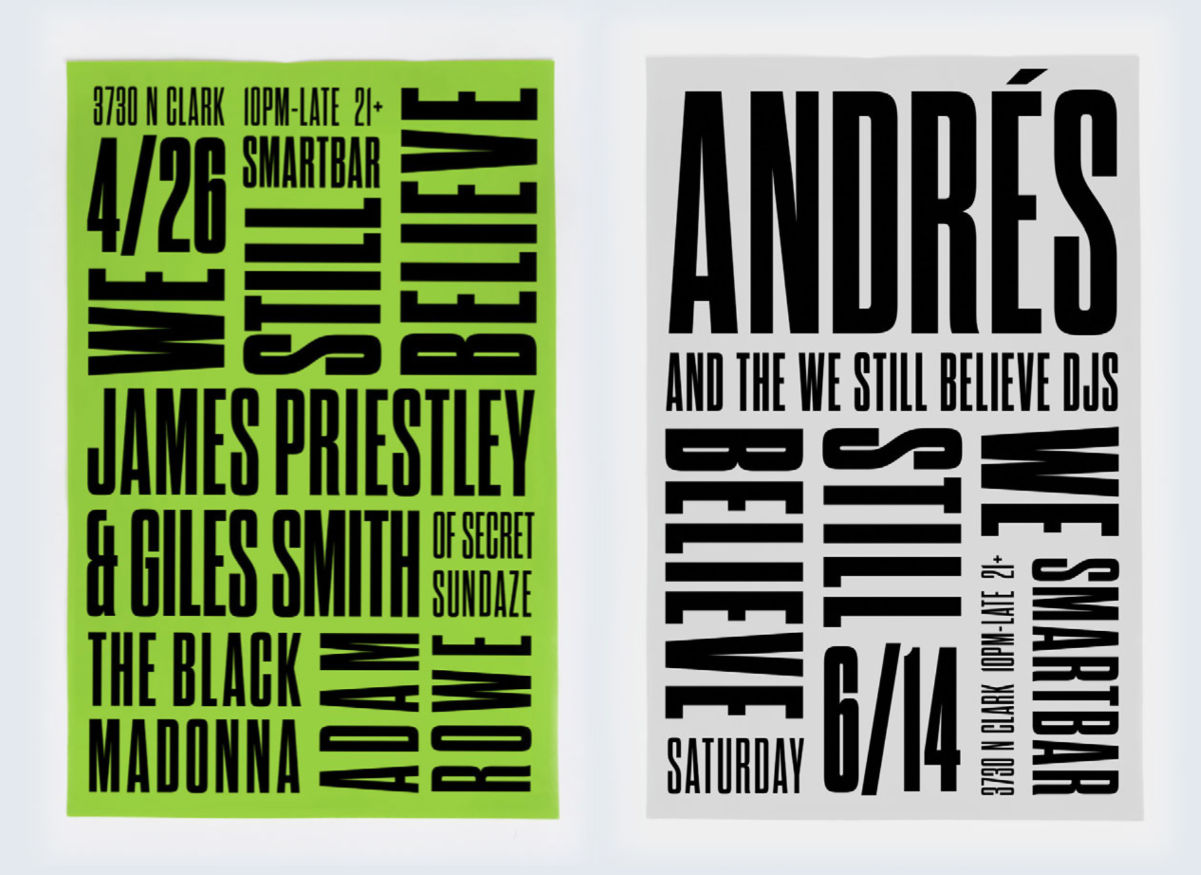 3730 N CLARK 10PM-LATE 21+
4/26
SMARTBAR
WE
STILL
BELIEVE
JAMES PRIESTLEY
& GILES SMITH
OF SECRET
SUNDAZE
THE BLACK
MADONNA
ADAM
ROWE
ANDRÉS
AND THE WE STILL BELIEVE DJS
BELIEVE
STILL
WE
SATURDAY
6/14
3730 N CLARK 10PM-LATE 21+
SMARTBAR